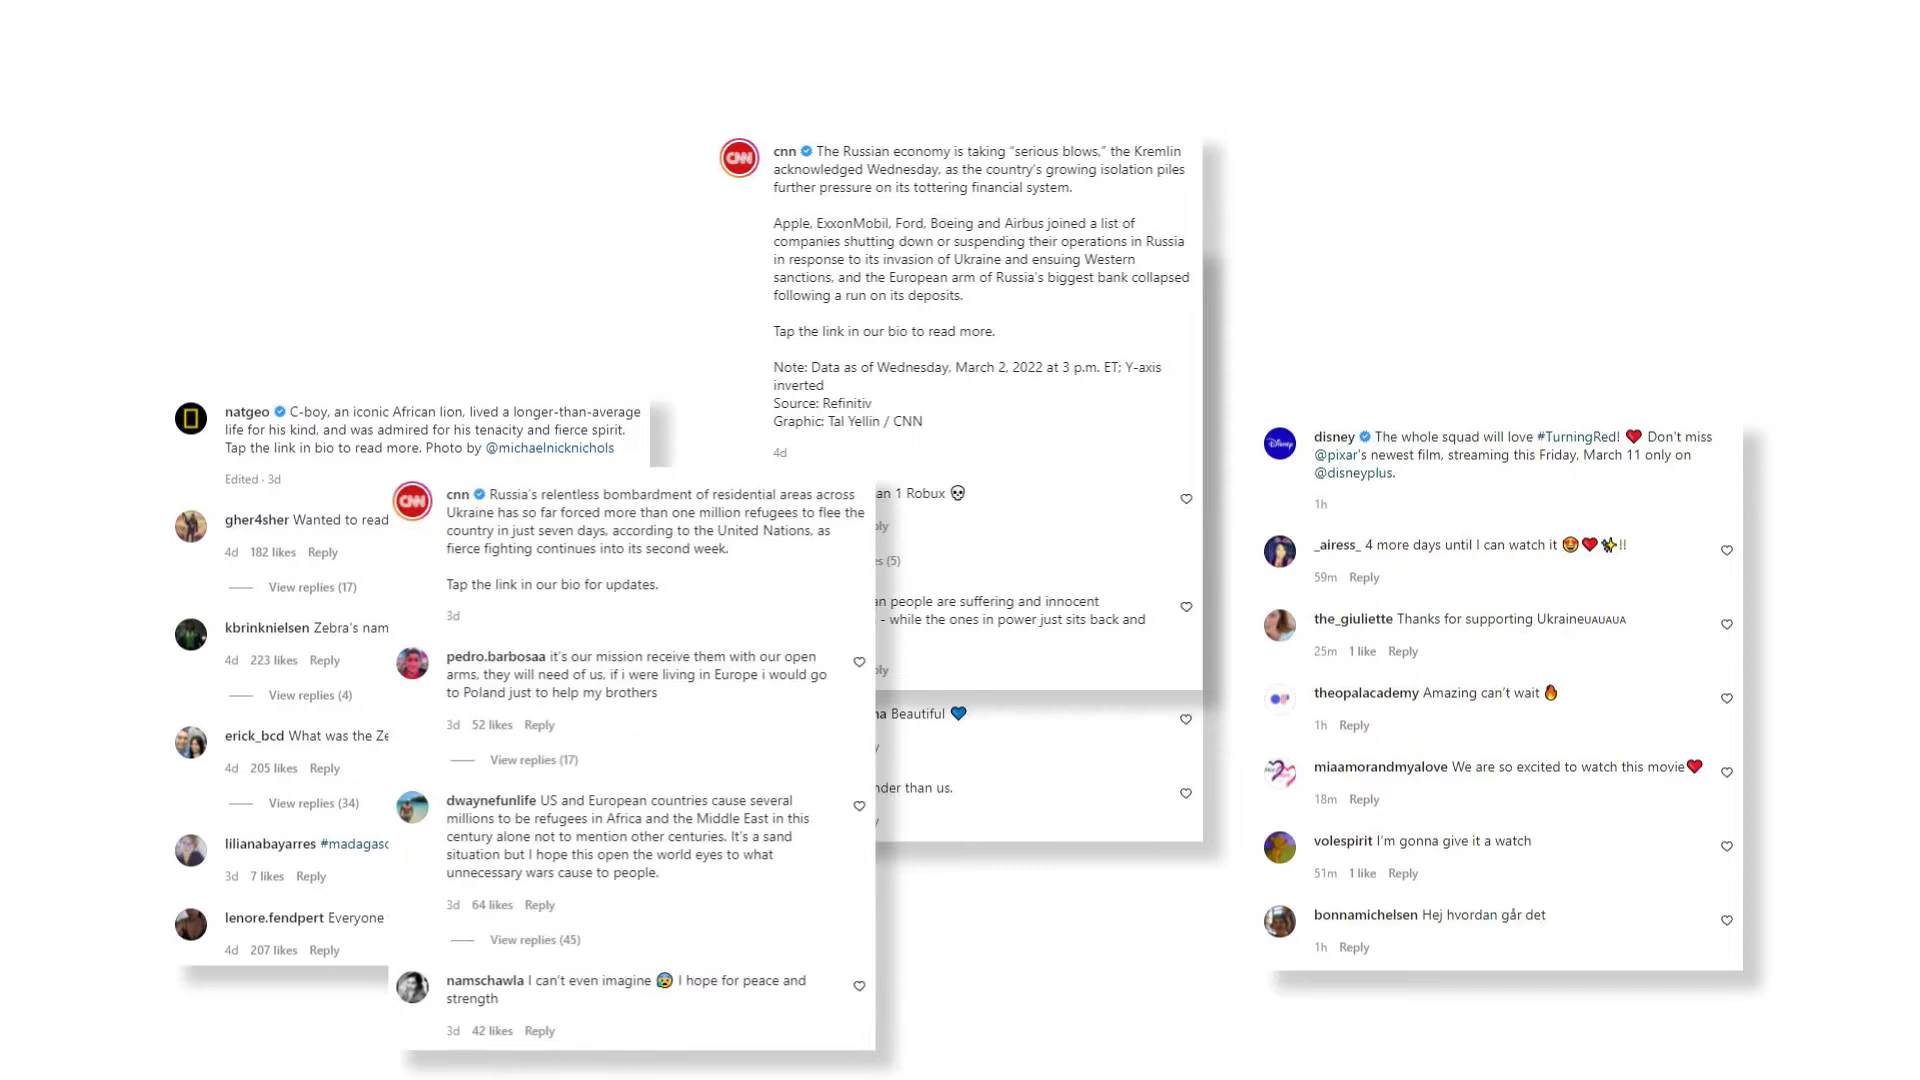 CNN
cnn The Russian economy is taking “serious blows,” the Kremlin
acknowledged Wednesday, as the country’s growing isolation piles
further pressure on its tottering financial system.
Apple, ExxonMobil, Ford, Boeing and Airbus joined a list of
companies shutting down or suspending their operations in Russia
in response to its invasion of Ukraine and ensuing Western
sanctions, and the European arm of Russia’s biggest bank collapsed
following a run on its deposits.
Tap the link in our bio to read more.
Note: Data as of Wednesday, March 2, 2022 at 3 p.m. ET; Y-axis
inverted
Source: Refinitiv
Graphic: Tal Yellin / CNN
4d
an 1 Robux 💀
ply
es (5)
an people are suffering and innocent
- while the ones in power just sits back and
ply
na Beautiful 💙
nder than us.
natgeo C-boy, an iconic African lion, lived a longer-than-average
life for his kind, and was admired for his tenacity and fierce spirit.
Tap the link in bio to read more. Photo by @michaelnicknichols
Edited · 3d
gher4sher Wanted to read
4d 182 likes Reply
View replies (17)
kbrinknielsen Zebra's nam
4d 223 likes Reply
View replies (4)
erick_bcd What was the Ze
4d 205 likes Reply
View replies (34)
lilianabayarres #madagasc
3d 7 likes Reply
lenore.fendpert Everyone
4d 207 likes Reply
CNN
cnn Russia’s relentless bombardment of residential areas across
Ukraine has so far forced more than one million refugees to flee the
country in just seven days, according to the United Nations, as
fierce fighting continues into its second week.
Tap the link in our bio for updates.
3d
pedro.barbosaa it’s our mission receive them with our open
arms, they will need of us, if i were living in Europe i would go
to Poland just to help my brothers
3d 52 likes Reply
View replies (17)
dwaynefunlife US and European countries cause several
millions to be refugees in Africa and the Middle East in this
century alone not to mention other centuries. It’s a sand
situation but I hope this open the world eyes to what
unnecessary wars cause to people.
3d 64 likes Reply
View replies (45)
namschawla I can’t even imagine 😰 I hope for peace and
strength
3d 42 likes Reply
Disney
disney The whole squad will love #TurningRed! ❤️ Don't miss
@pixar's newest film, streaming this Friday, March 11 only on
@disneyplus.
1h
_airess_ 4 more days until I can watch it 😍❤️✨!!
59m Reply
the_giuliette Thanks for supporting Ukraineᴜᴀᴜᴀᴜᴀ
25m 1 like Reply
theopalacademy Amazing can’t wait 🔥
1h Reply
miaamorandmyalove We are so excited to watch this movie❤️
18m Reply
volespirit I’m gonna give it a watch
51m 1 like Reply
bonnamichelsen Hej hvordan går det
1h Reply